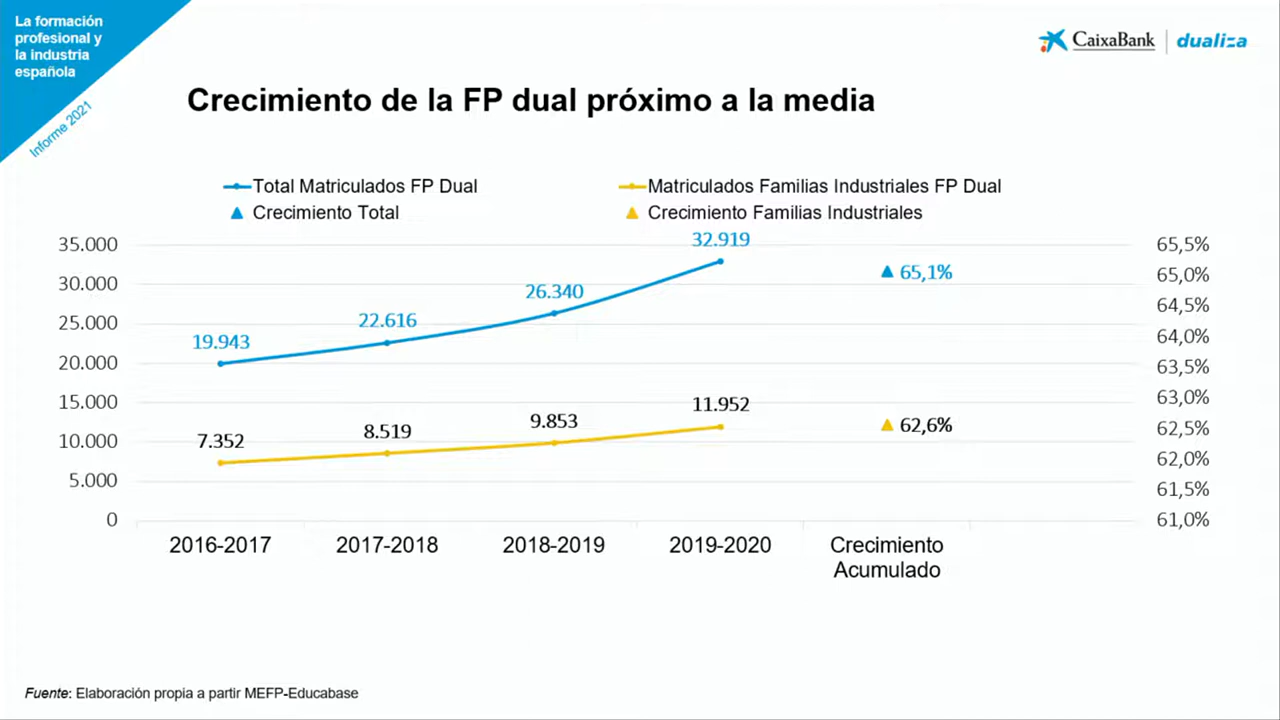 La formación
profesional y
la industria
española
Informe 2021
CaixaBank dualiza
Crecimiento de la FP dual próximo a la media
Total Matriculados FP Dual
Matriculados Familias Industriales FP Dual
Crecimiento Total
Crecimiento Familias Industriales
35.000
30.000
25.000
20.000
15.000
10.000
5.000
0
19.943
22.616
26.340
32.919
65,1%
7.352
8.519
9.853
11.952
62,6%
65,5%
65,0%
64,5%
64,0%
63,5%
63,0%
62,5%
62,0%
61,5%
61,0%
2016-2017
2017-2018
2018-2019
2019-2020
Crecimiento
Acumulado
Fuente: Elaboración propia a partir MEFP-Educabase